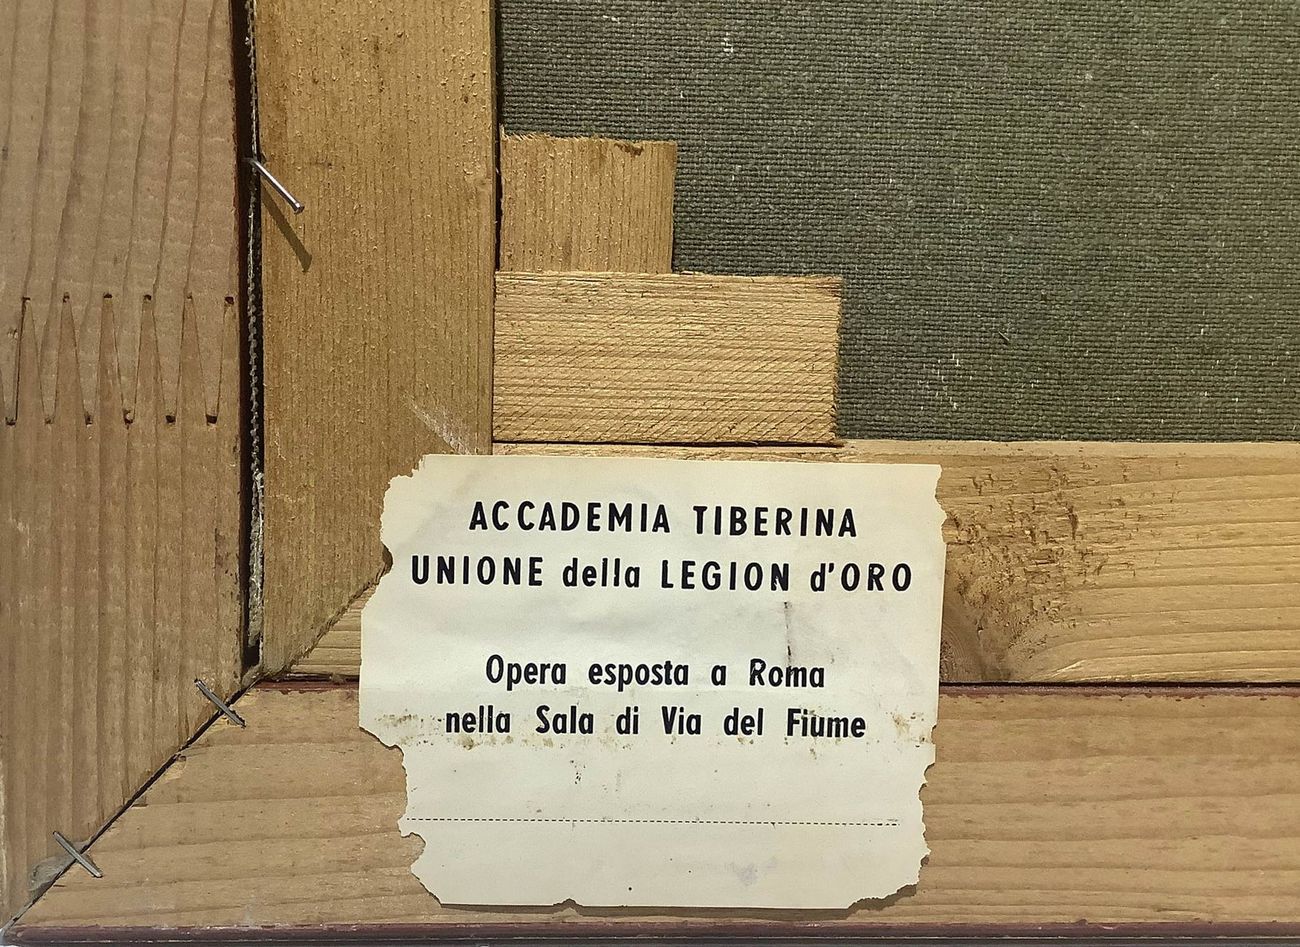 ACCADEMIA TIBERINA
UNIONE della LEGION d'ORO
Opera esposta a Roma
nella Sala di Via del Fiume